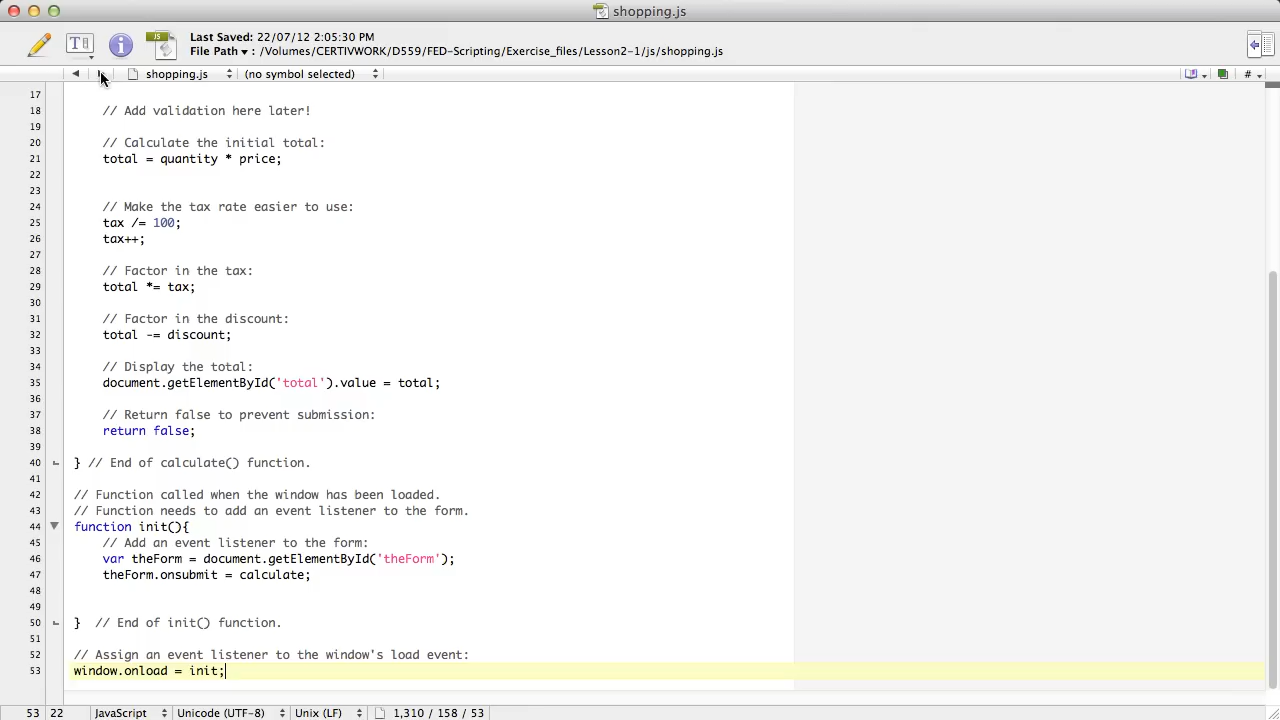 shopping.js
Last Saved: 22/07/12 2:05:30 PM
File Path ▾ : /Volumes/CERTIVWORK/D559/FED-Scripting/Exercise_files/Lesson2-1/js/shopping.js
shopping.js (no symbol selected) #
17
18 // Add validation here later!
19
20 // Calculate the initial total:
21 total = quantity * price;
22
23
24 // Make the tax rate easier to use:
25 tax /= 100;
26 tax++;
27
28 // Factor in the tax:
29 total *= tax;
30
31 // Factor in the discount:
32 total -= discount;
33
34 // Display the total:
35 document.getElementById('total').value = total;
36
37 // Return false to prevent submission:
38 return false;
39
40 } // End of calculate() function.
41
42 // Function called when the window has been loaded.
43 // Function needs to add an event listener to the form.
44 function init(){
45 // Add an event listener to the form:
46 var theForm = document.getElementById('theForm');
47 theForm.onsubmit = calculate;
48
49
50 } // End of init() function.
51
52 // Assign an event listener to the window's load event:
53 window.onload = init;
53 22 JavaScript Unicode (UTF-8) Unix (LF) 1,310 / 158 / 53